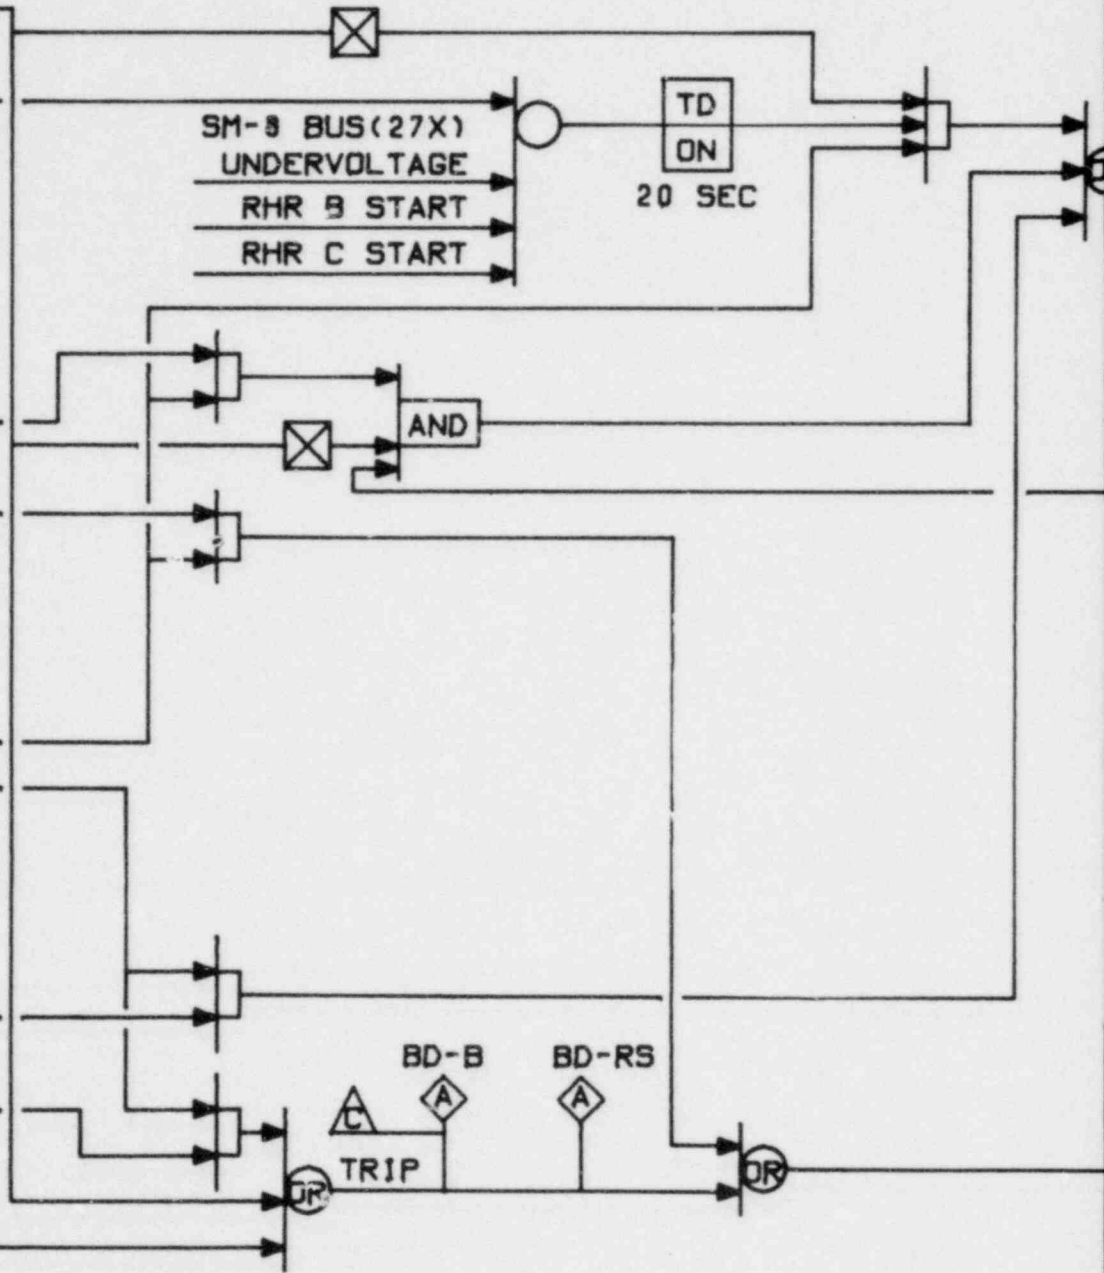 TD
SM-8 BUS(27X)
ON
UNDERVOLTAGE
20 SEC
RHR B START
RHR C START
AND
BD-B
BD-RS
A
A
C
TRIP
OR
OR